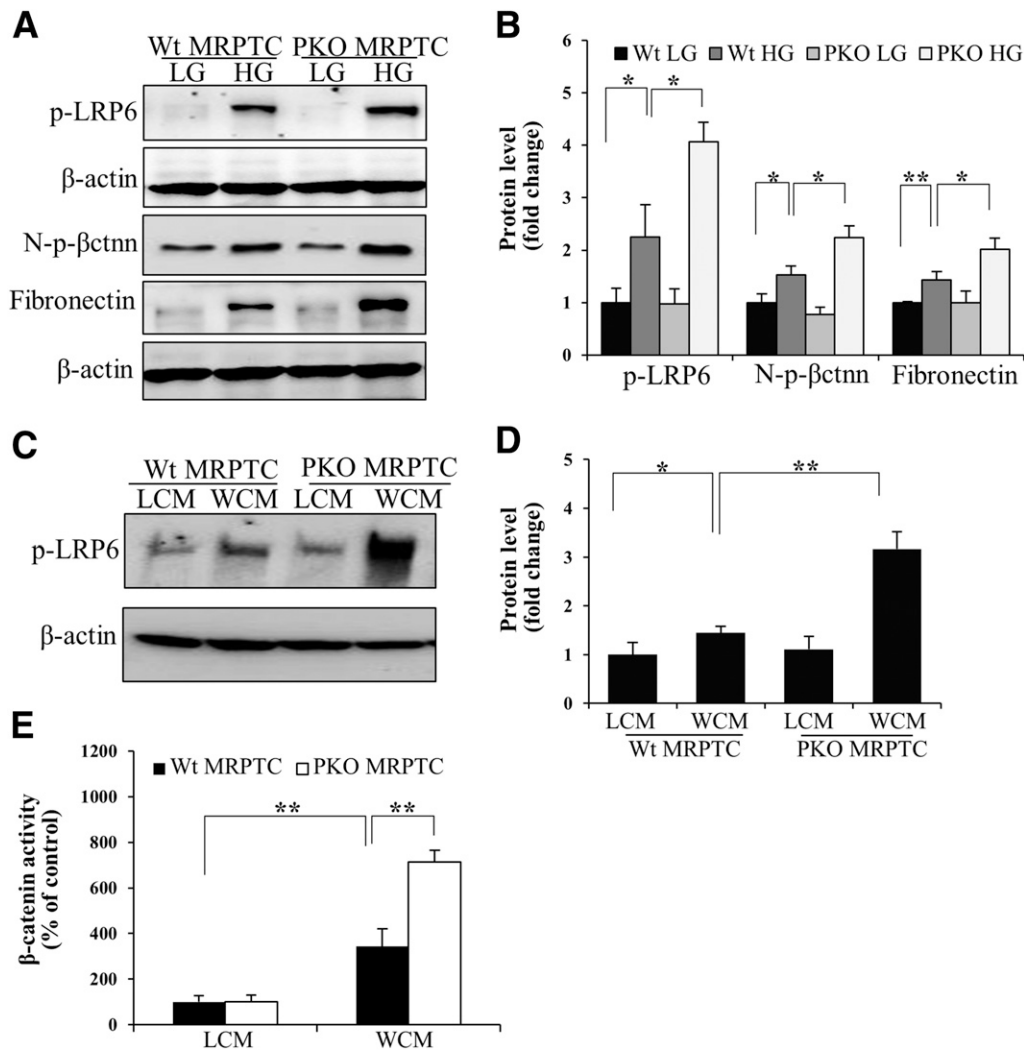 A
Wt MRPTC PKO MRPTC
LG HG LG HG
p-LRP6
β-actin
N-p-βctnn
Fibronectin
β-actin
B
6
5
4
3
2
1
0
Protein level
(fold change)
Wt LG Wt HG PKO LG PKO HG
* *
* *
** *
p-LRP6 N-p-βctnn Fibronectin
C
Wt MRPTC PKO MRPTC
LCM WCM LCM WCM
p-LRP6
β-actin
D
5
4
3
2
1
0
Protein level
(fold change)
* **
LCM WCM LCM WCM
Wt MRPTC PKO MRPTC
E
1200
1000
800
600
400
200
0
β-catenin activity
(% of control)
Wt MRPTC PKO MRPTC
** **
LCM WCM